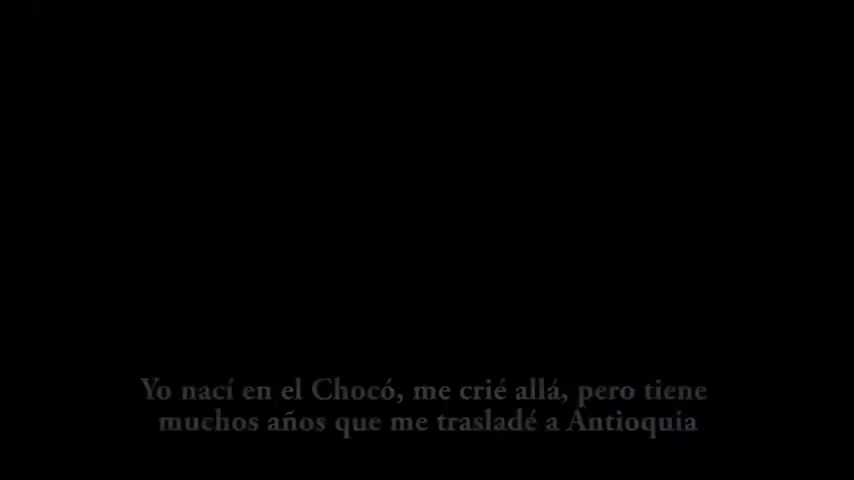 Yo nací en el Chocó, me crié allá, pero tiene
muchos años que me trasladé a Antioquia